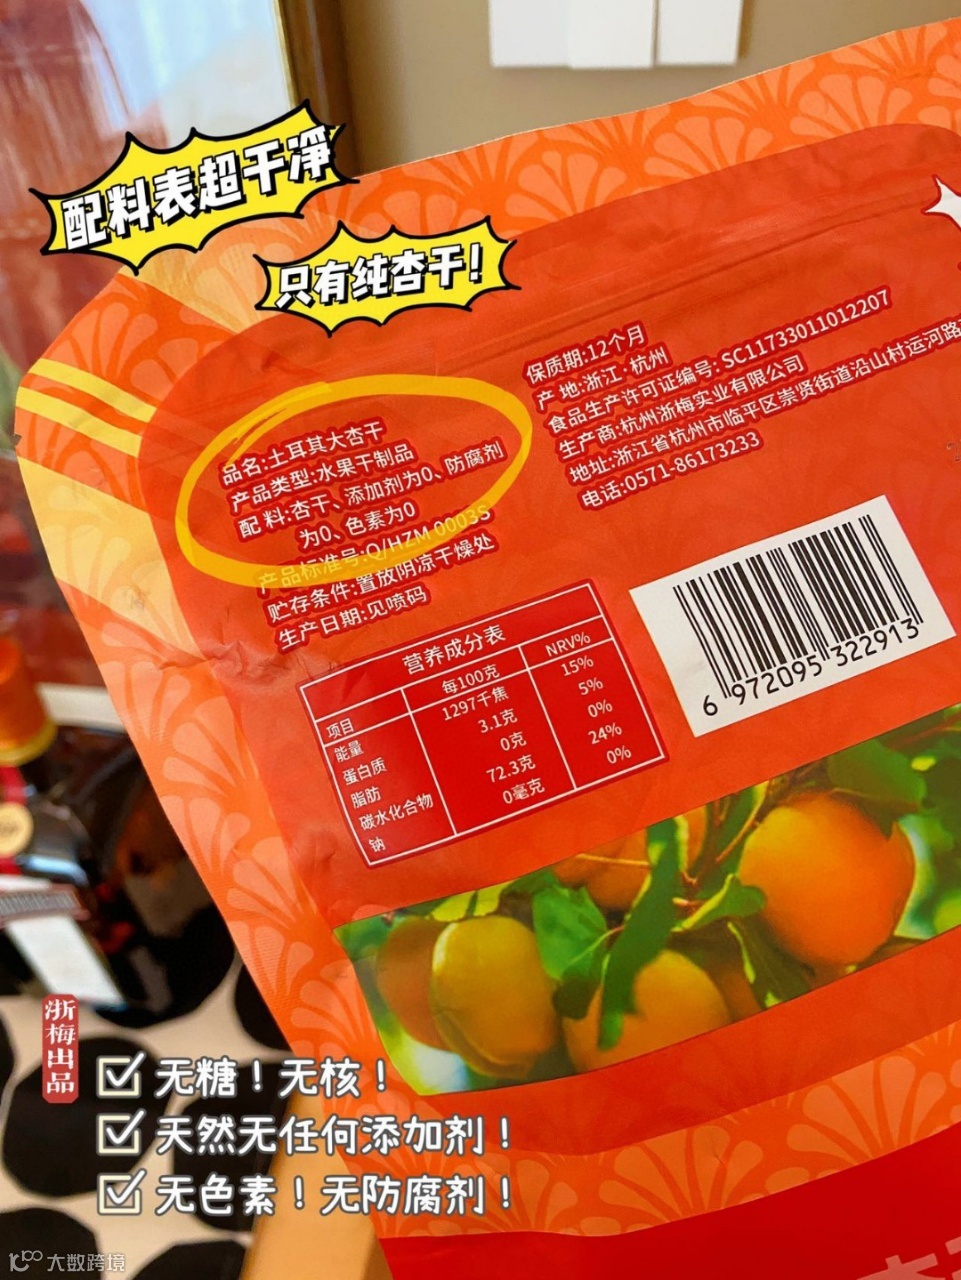 配料表超干净
只有纯杏干!
品名:土耳其大杏干
产品类型:水果干制品
配 料:杏干、添加剂为0、防腐剂
为0、色素为0
产品标准号:Q/HZM 0003S
贮存条件:置放阴凉干燥处
生产日期:见喷码
保质期:12个月
产 地:浙江·杭州
食品生产许可证编号: SC11733011012207
生产商:杭州浙梅实业有限公司
地址:浙江省杭州市临平区崇贤街道沿山村运河路
电话:0571-86173233
营养成分表
项目 每100克 NRV%
能量 1297千焦 15%
蛋白质 3.1克 5%
脂肪 0克 0%
碳水化合物 72.3克 24%
钠 0毫克 0%
6 972095 322913
浙梅出品
无糖！无核！
天然无任何添加剂！
无色素！无防腐剂！
大数跨境